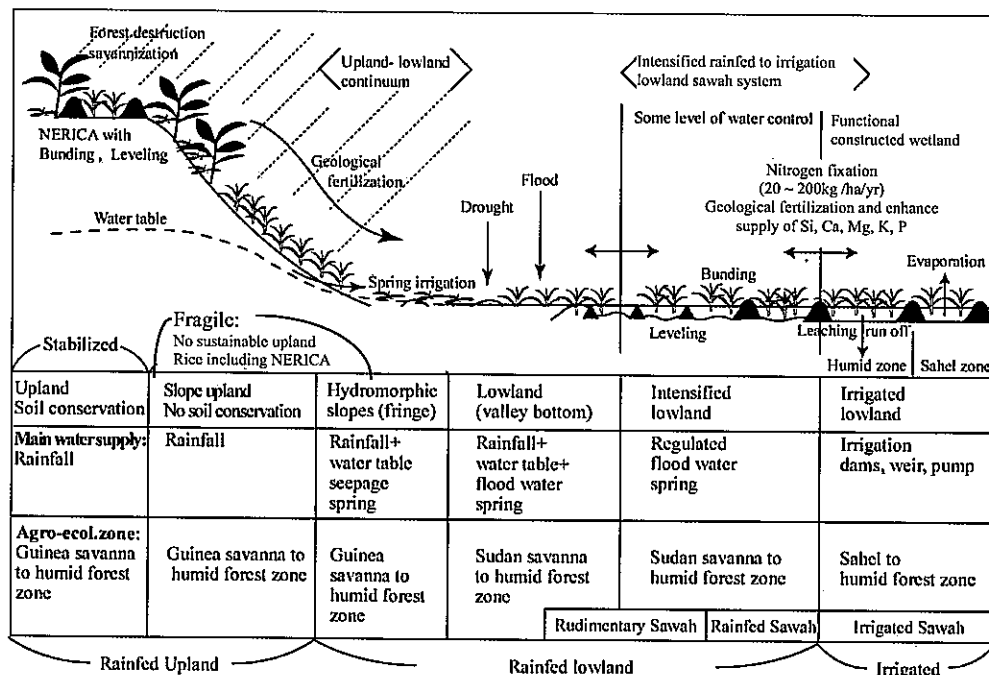 Forest destruction
savannization
Upland- lowland
continuum
Intensified rainfed to irrigation
lowland sawah system
NERICA with
Bunding , Leveling
Some level of water control
Functional
constructed wetland
Geological
fertilization
Nitrogen fixation
(20 ~ 200kg /ha/yr)
Geological fertilization and enhance
supply of Si, Ca, Mg, K, P
Flood
Drought
Water table
Spring irrigation
Bunding
Evaporation
Leveling
Leaching run off
Humid zone
Sahel zone
Stabilized
Fragile:
No sustainable upland
Rice including NERICA
Upland
Soil conservation
Slope upland
No soil conservation
Hydromorphic
slopes (fringe)
Lowland
(valley bottom)
Intensified
lowland
Irrigated
lowland
Main water supply:
Rainfall
Rainfall
Rainfall+
water table
seepage
spring
Rainfall+
water table+
flood water
spring
Regulated
flood water
spring
Irrigation
dams, weir, pump
Agro-ecol.zone:
Guinea savanna
to humid forest
zone
Guinea savanna to
humid forest zone
Guinea
savanna to
humid forest
zone
Sudan savanna
to humid forest
zone
Sudan savanna to
humid forest zone
Sahel to
humid forest zone
Rudimentary Sawah
Rainfed Sawah
Irrigated Sawah
Rainfed Upland
Rainfed lowland
Irrigated